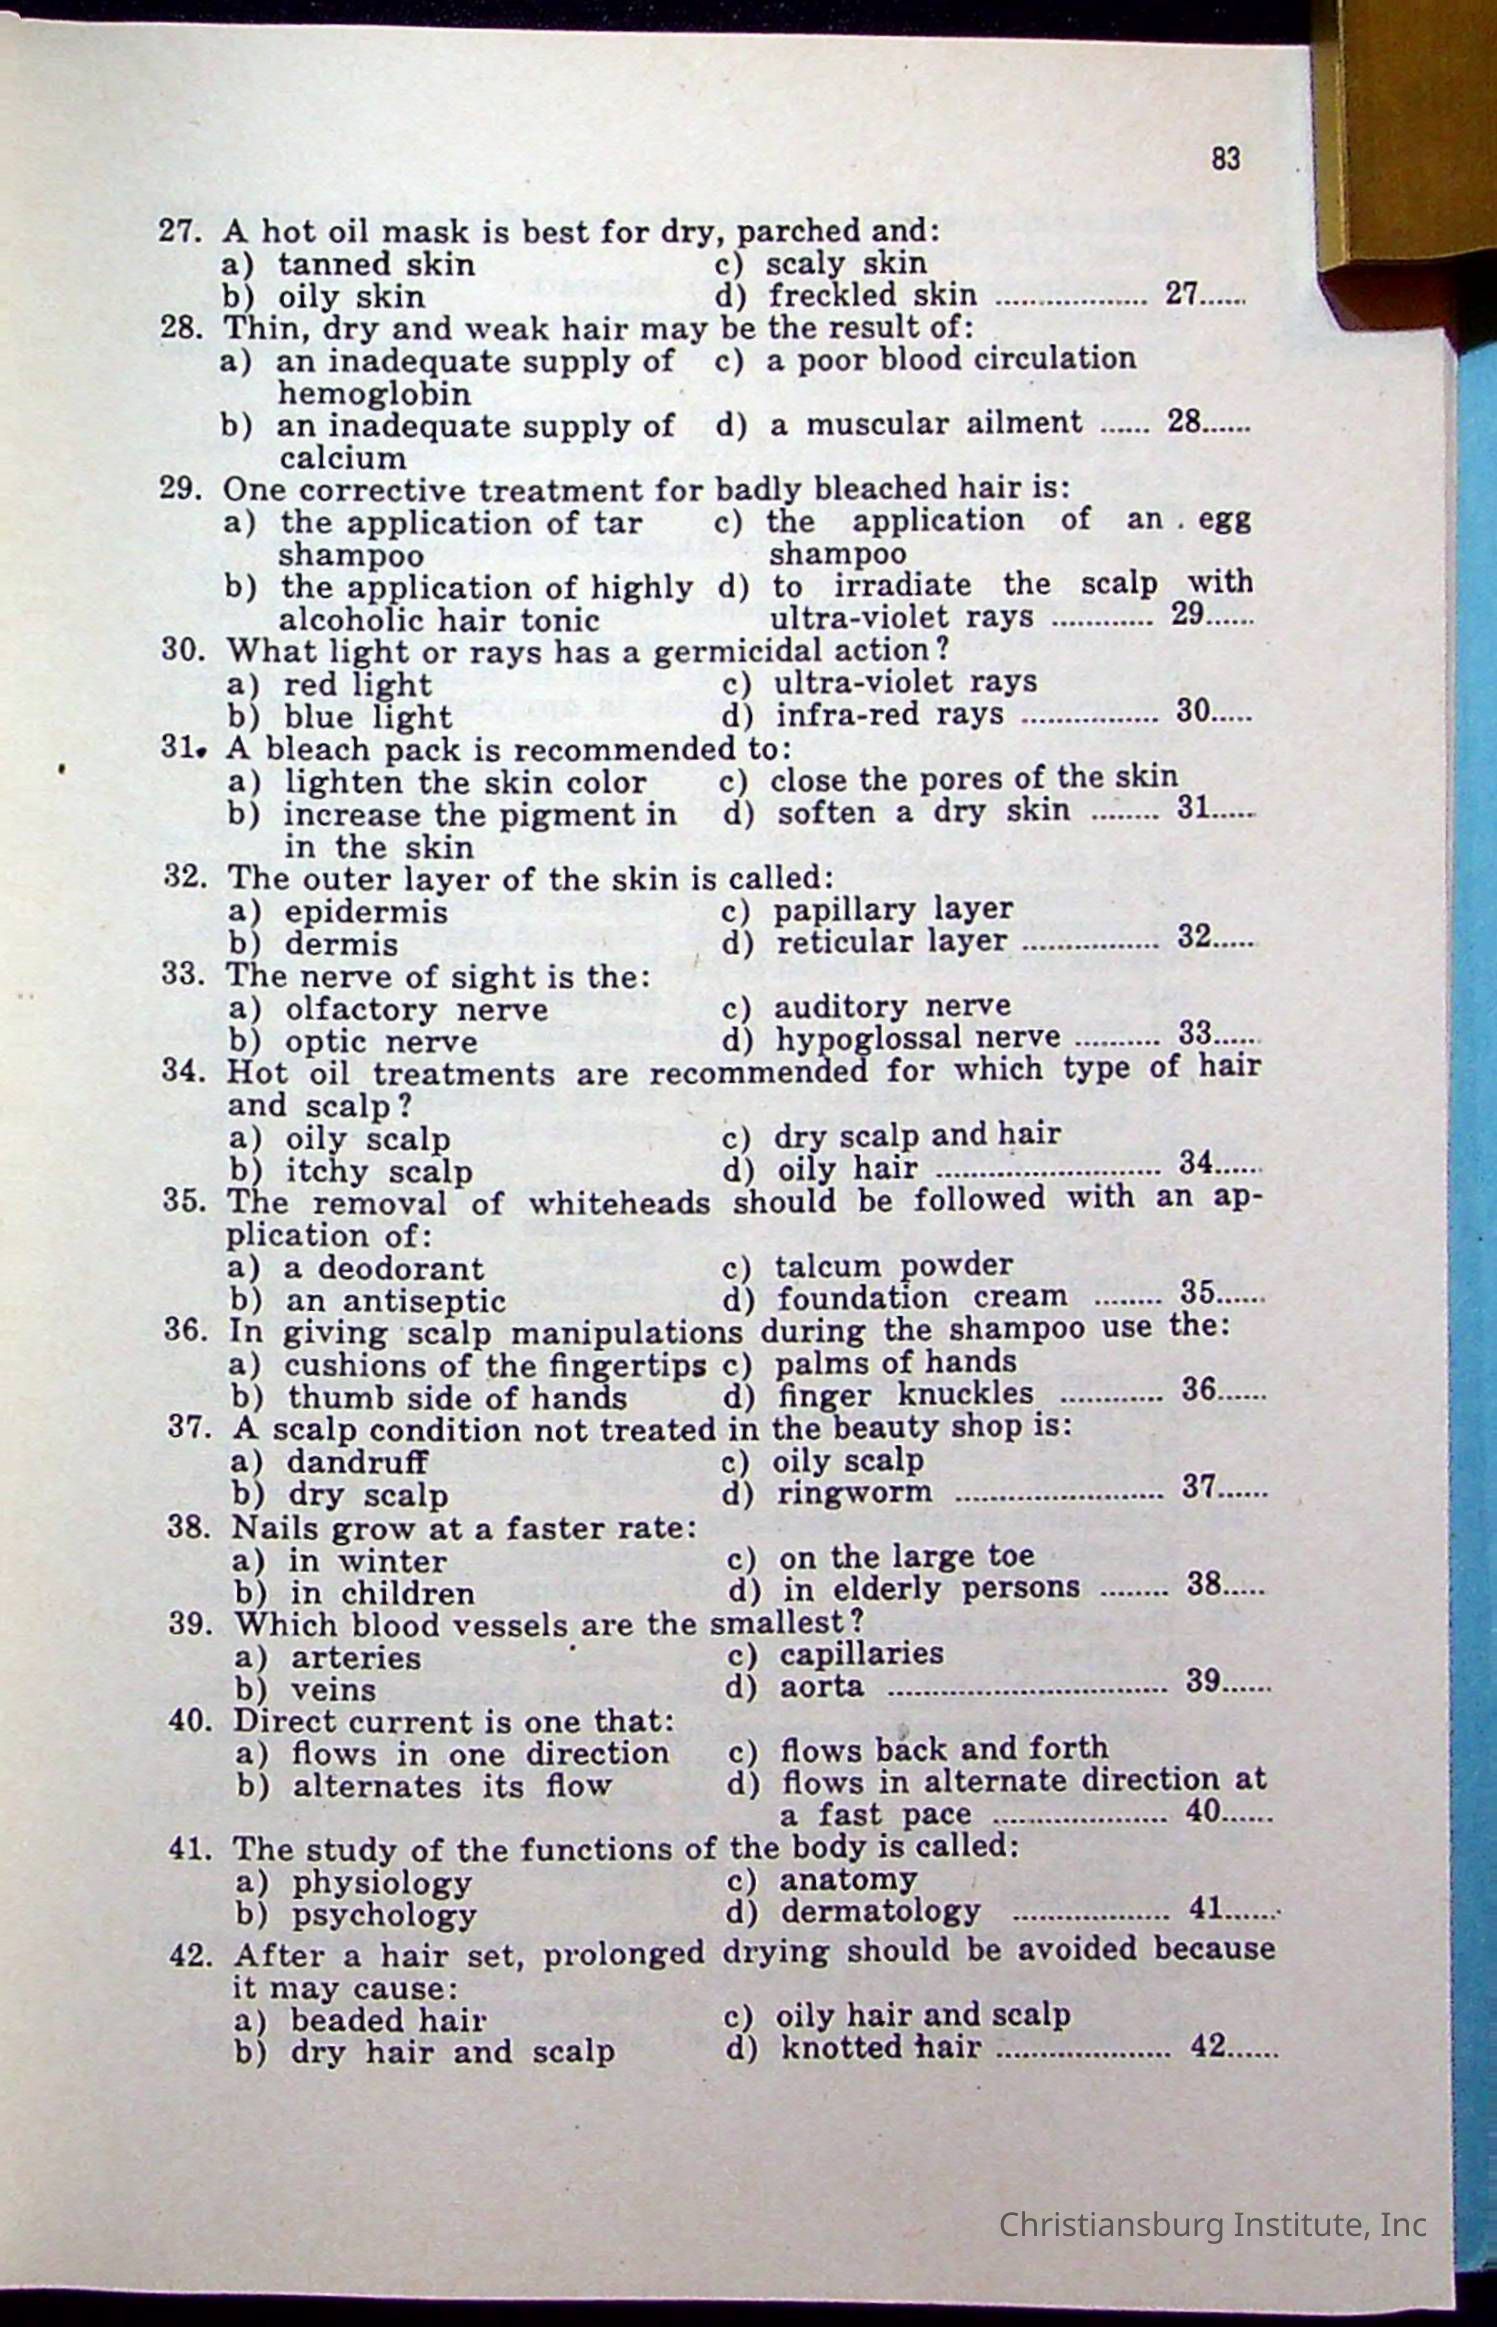 83
27. A hot oil mask is best for dry, parched and:
a) tanned skin c) scaly skin
b) oily skin d) freckled skin .................. 27......
28. Thin, dry and weak hair may be the result of:
a) an inadequate supply of c) a poor blood circulation
hemoglobin
b) an inadequate supply of d) a muscular ailment ...... 28......
calcium
29. One corrective treatment for badly bleached hair is:
a) the application of tar c) the application of an . egg
shampoo shampoo
b) the application of highly d) to irradiate the scalp with
alcoholic hair tonic ultra-violet rays ............ 29......
30. What light or rays has a germicidal action?
a) red light c) ultra-violet rays
b) blue light d) infra-red rays ................ 30.....
31. A bleach pack is recommended to:
a) lighten the skin color c) close the pores of the skin
b) increase the pigment in d) soften a dry skin ........ 31......
in the skin
32. The outer layer of the skin is called:
a) epidermis c) papillary layer
b) dermis d) reticular layer ................ 32.....
33. The nerve of sight is the:
a) olfactory nerve c) auditory nerve
b) optic nerve d) hypoglossal nerve .......... 33......
34. Hot oil treatments are recommended for which type of hair
and scalp?
a) oily scalp c) dry scalp and hair
b) itchy scalp d) oily hair .......................... 34......
35. The removal of whiteheads should be followed with an ap-
plication of:
a) a deodorant c) talcum powder
b) an antiseptic d) foundation cream ........ 35......
36. In giving scalp manipulations during the shampoo use the:
a) cushions of the fingertips c) palms of hands
b) thumb side of hands d) finger knuckles ............ 36......
37. A scalp condition not treated in the beauty shop is:
a) dandruff c) oily scalp
b) dry scalp d) ringworm ........................ 37......
38. Nails grow at a faster rate:
a) in winter c) on the large toe
b) in children d) in elderly persons ........ 38.....
39. Which blood vessels are the smallest?
a) arteries c) capillaries
b) veins d) aorta ................................ 39......
40. Direct current is one that:
a) flows in one direction c) flows back and forth
b) alternates its flow d) flows in alternate direction at
a fast pace .................... 40......
41. The study of the functions of the body is called:
a) physiology c) anatomy
b) psychology d) dermatology .................. 41......
42. After a hair set, prolonged drying should be avoided because
it may cause:
a) beaded hair c) oily hair and scalp
b) dry hair and scalp d) knotted hair .................... 42......
Christiansburg Institute, Inc